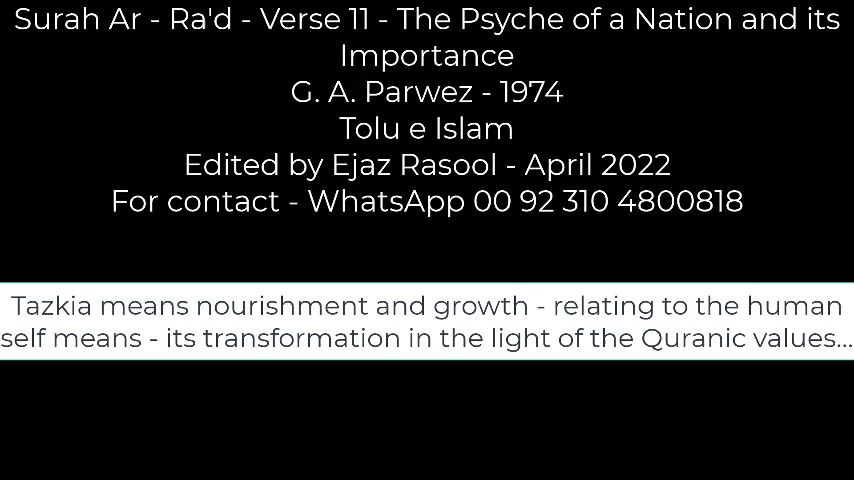 Surah Ar - Ra'd - Verse 11 - The Psyche of a Nation and its
Importance
G. A. Parwez - 1974
Tolu e Islam
Edited by Ejaz Rasool - April 2022
For contact - WhatsApp 00 92 310 4800818
Tazkia means nourishment and growth - relating to the human
self means - its transformation in the light of the Quranic values...